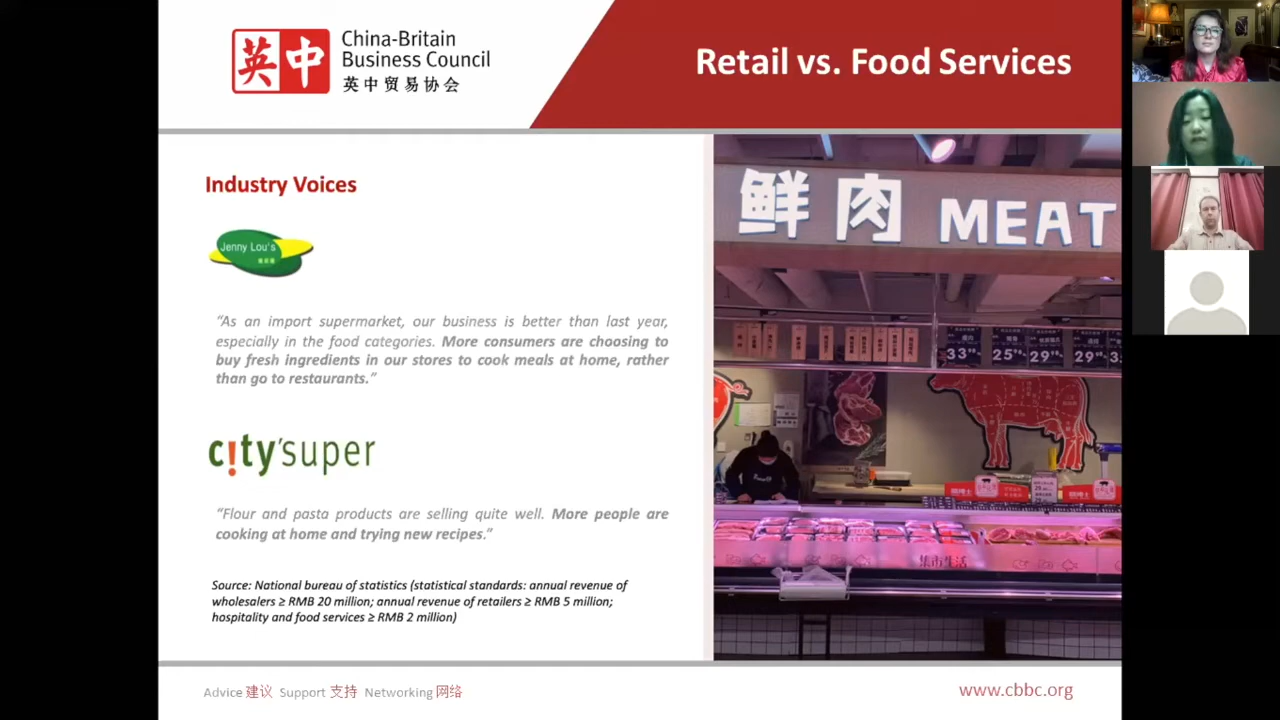 英中
China-Britain
Business Council
英中贸易协会
Retail vs. Food Services
Industry Voices
Jenny Lou's
“As an import supermarket, our business is better than last year,
especially in the food categories. More consumers are choosing to
buy fresh ingredients in our stores to cook meals at home, rather
than go to restaurants.”
c!ty'super
“Flour and pasta products are selling quite well. More people are
cooking at home and trying new recipes.”
Source: National bureau of statistics (statistical standards: annual revenue of
wholesalers ≥ RMB 20 million; annual revenue of retailers ≥ RMB 5 million;
hospitality and food services ≥ RMB 2 million)
鲜肉 MEAT
集市生活
Advice 建议 Support 支持 Networking 网络
www.cbbc.org